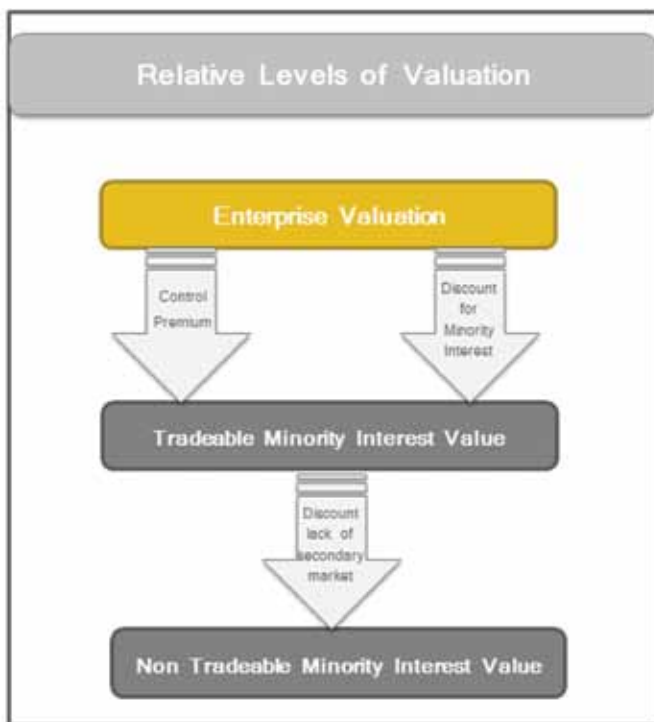 Relative Levels of Valuation
Enterprise Valuation
Control
Premium
Discount
for
Minority
Interest
Tradeable Minority Interest Value
Discount
lack of
secondary
market
Non Tradeable Minority Interest Value